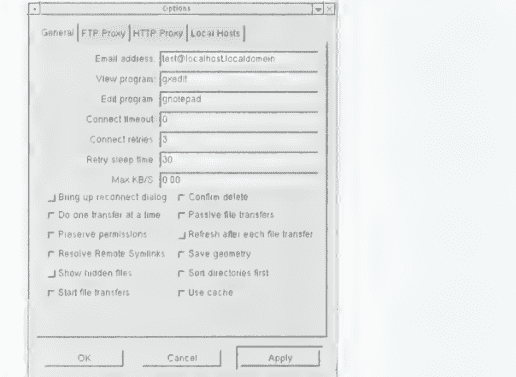 Options
General FTP Proxy HTTP Proxy Local Hosts
Email address: test@localhost.localdomein
View program: gxedit
Edit program gnotepad
Connect timeout 0
Connect retries 3
Retry sleep time 30
Max KB/S 0.00
Bring up reconnect dialog Confirm delete
Do one transfer at a time Passive file transfers
Preserve permissions Refresh after each file transfer
Resolve Remote Symlinks Save geometry
Show hidden files Sort directories first
Start file transfers Use cache
OK Cancel Apply